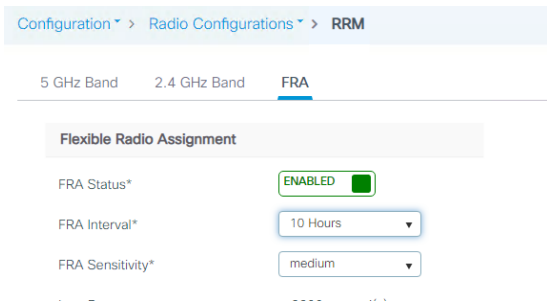 Configuration > Radio Configurations > RRM
5 GHz Band 2.4 GHz Band FRA
Flexible Radio Assignment
FRA Status* ENABLED
FRA Interval* 10 Hours
FRA Sensitivity* medium